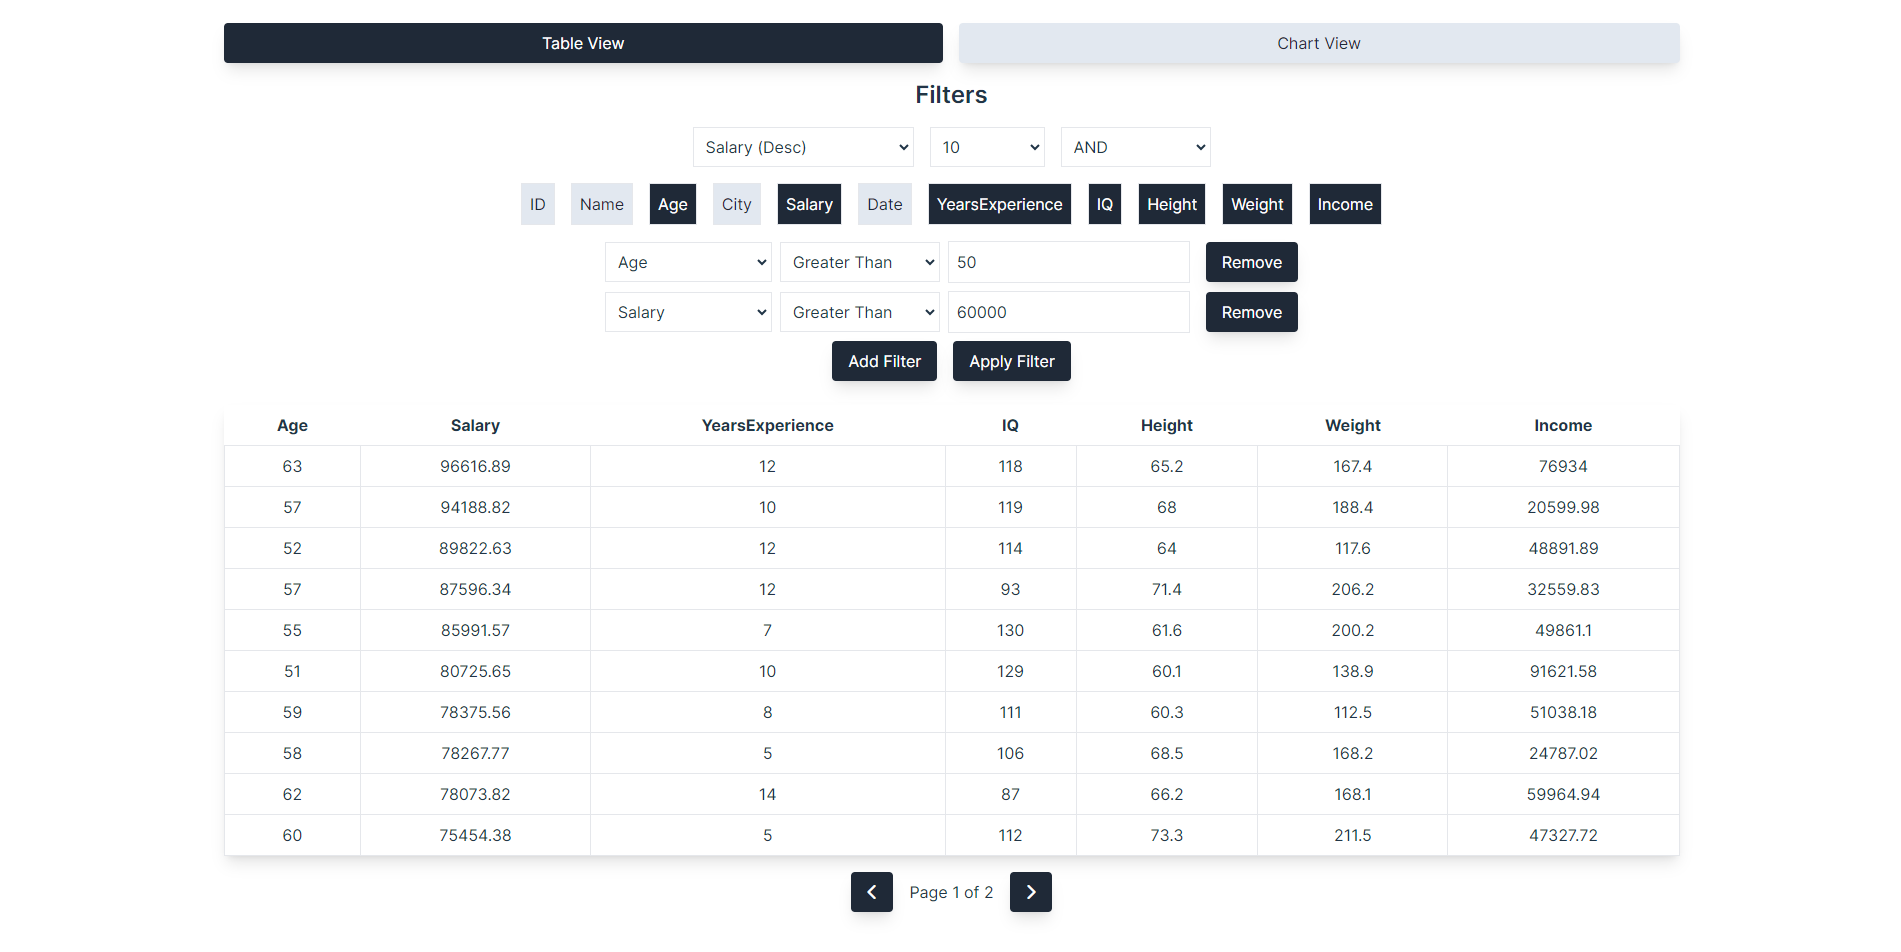 Table View Chart View
Filters
Salary (Desc) 10 AND
ID Name Age City Salary Date YearsExperience IQ Height Weight Income
Age Greater Than 50 Remove
Salary Greater Than 60000 Remove
Add Filter Apply Filter
Age Salary YearsExperience IQ Height Weight Income
63 96616.89 12 118 65.2 167.4 76934
57 94188.82 10 119 68 188.4 20599.98
52 89822.63 12 114 64 117.6 48891.89
57 87596.34 12 93 71.4 206.2 32559.83
55 85991.57 7 130 61.6 200.2 49861.1
51 80725.65 10 129 60.1 138.9 91621.58
59 78375.56 8 111 60.3 112.5 51038.18
58 78267.77 5 106 68.5 168.2 24787.02
62 78073.82 14 87 66.2 168.1 59964.94
60 75454.38 5 112 73.3 211.5 47327.72
Page 1 of 2